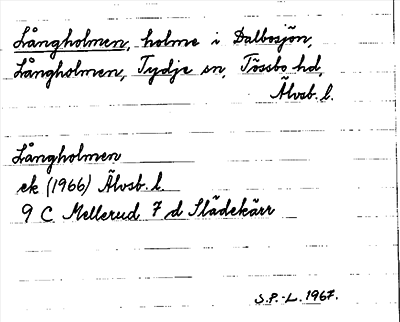 Långholmen, holme i Dalbosjön,
Långholmen, Tydje sn, Tössbo hd,
Älvsb. l.
Långholmen
ek (1966) Älvsb. l.
9 C Mellerud 7 d Slädekärr
S.P.-L. 1967.